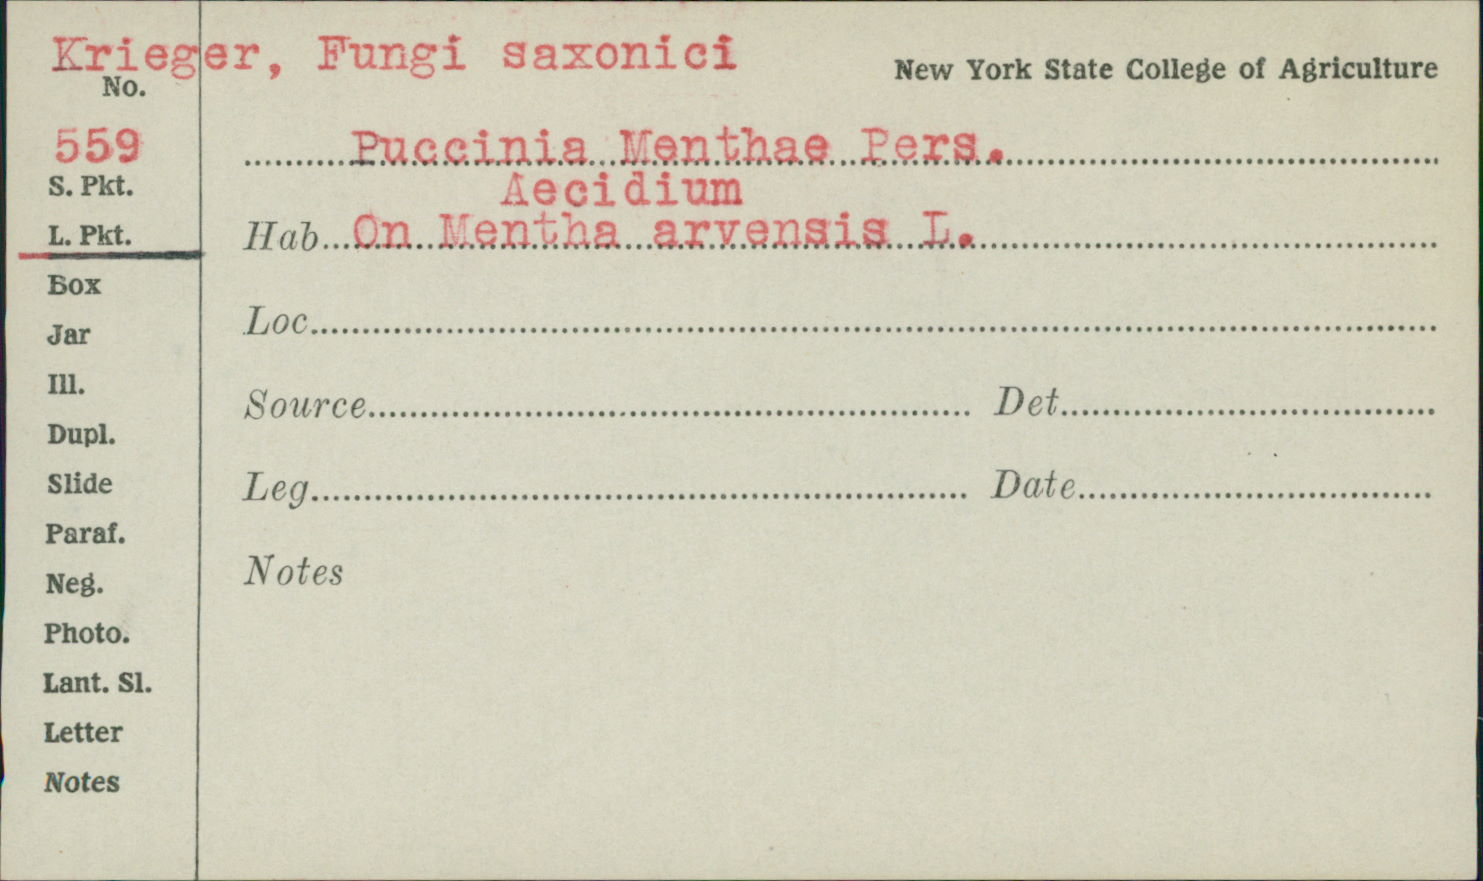 Krieger, Fungi saxonici
New York State College of Agriculture
No.
559
Puccinia Menthae Pers.
S. Pkt.
Aecidium
L. Pkt.
Hab. On Mentha arvensis L.
Box
Loc.
Jar
Ill.
Source Det.
Dupl.
Slide
Leg. Date
Paraf.
Notes
Neg.
Photo.
Lant. Sl.
Letter
Notes